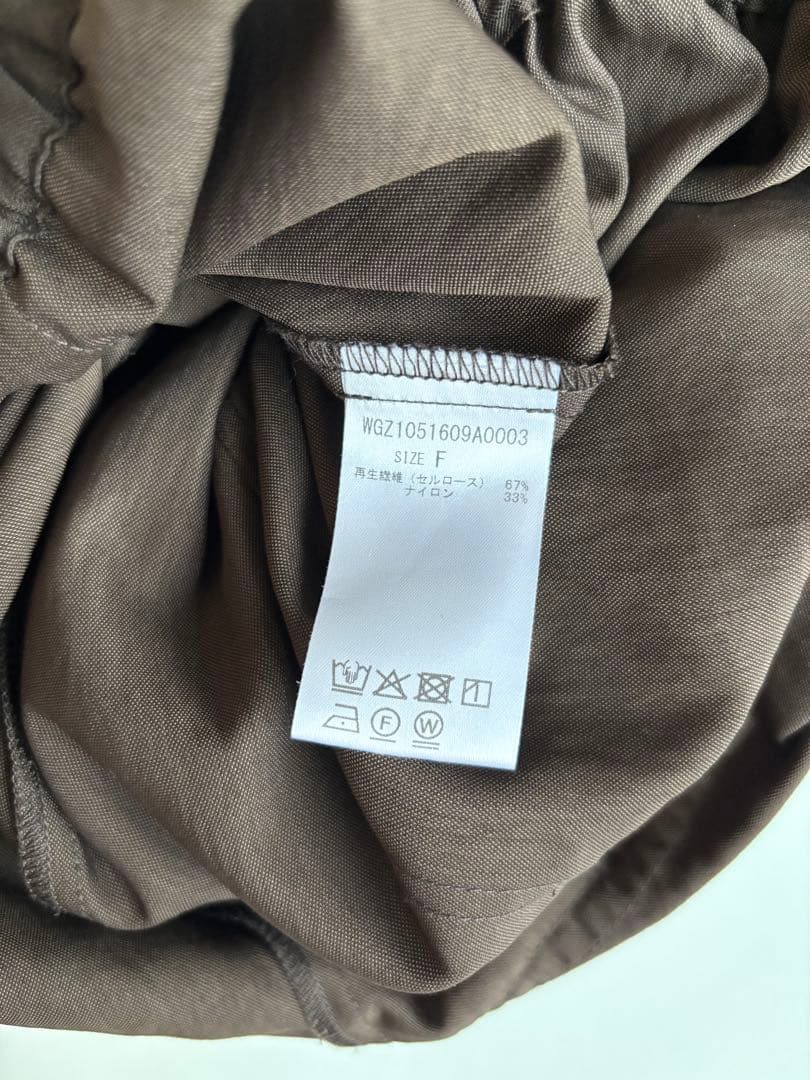 WGZ1051609A0003
SIZE F
再生繊維（セルロース） 67%
ナイロン 33%
F W